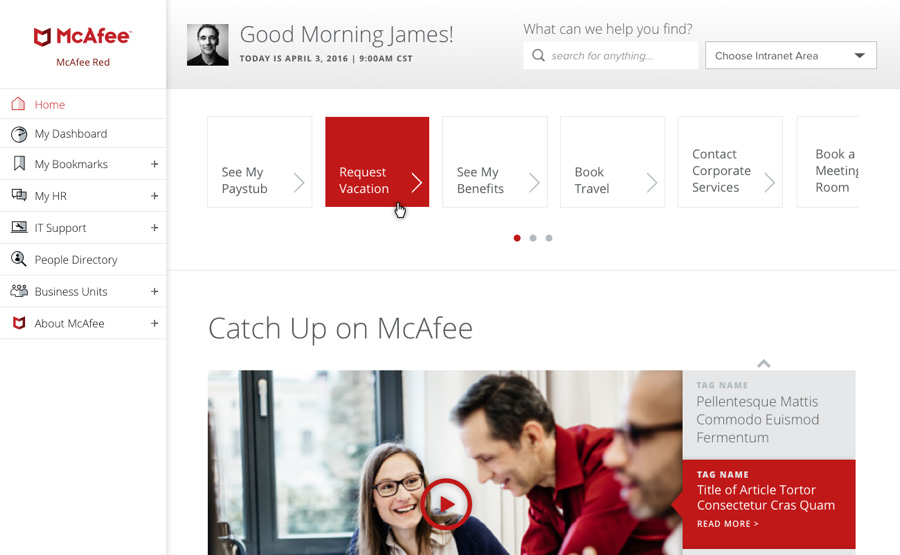 McAfee™
McAfee Red
Home
My Dashboard
My Bookmarks +
My HR +
IT Support +
People Directory
Business Units +
About McAfee +
Good Morning James!
TODAY IS APRIL 3, 2016 | 9:00AM CST
What can we help you find?
search for anything...
Choose Intranet Area
See My
Paystub
Request
Vacation
See My
Benefits
Book
Travel
Contact
Corporate
Services
Book a
Meeting
Room
Catch Up on McAfee
TAG NAME
Pellentesque Mattis
Commodo Euismod
Fermentum
TAG NAME
Title of Article Tortor
Consectetur Cras Quam
READ MORE >